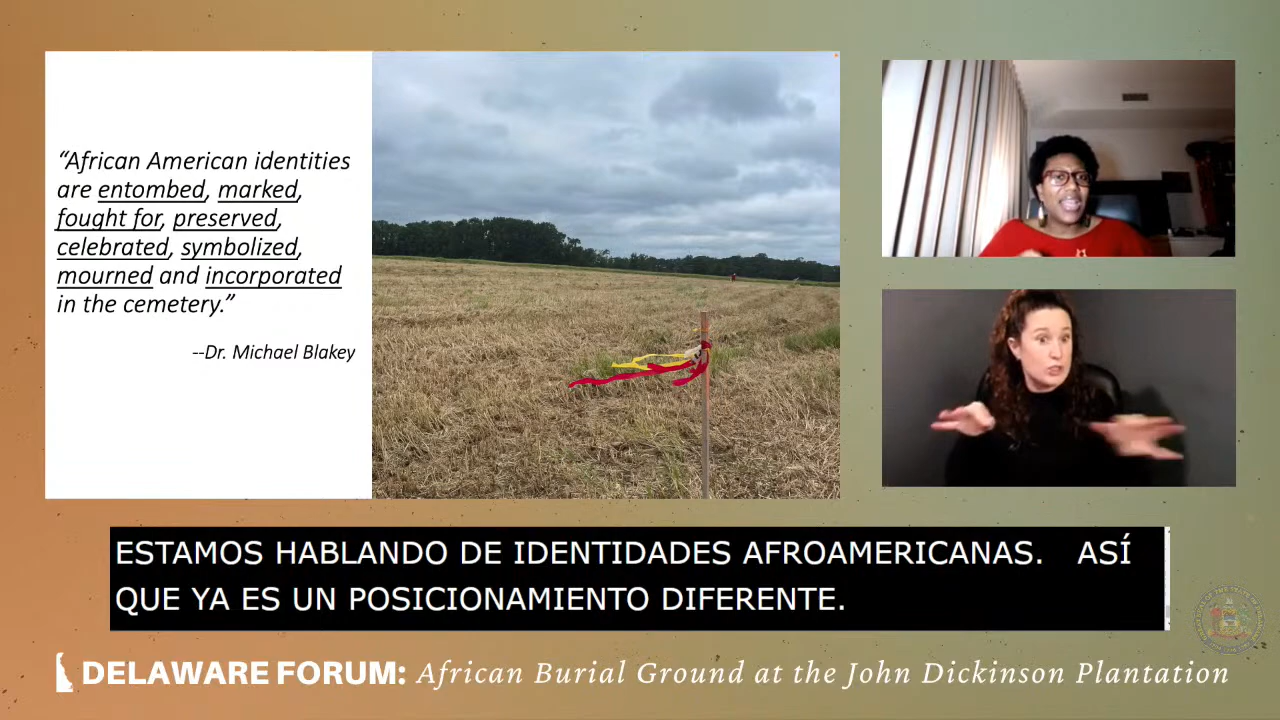 “African American identities
are entombed, marked,
fought for, preserved,
celebrated, symbolized,
mourned and incorporated
in the cemetery.”
--Dr. Michael Blakey
ESTAMOS HABLANDO DE IDENTIDADES AFROAMERICANAS. ASÍ
QUE YA ES UN POSICIONAMIENTO DIFERENTE.
DELAWARE FORUM: African Burial Ground at the John Dickinson Plantation